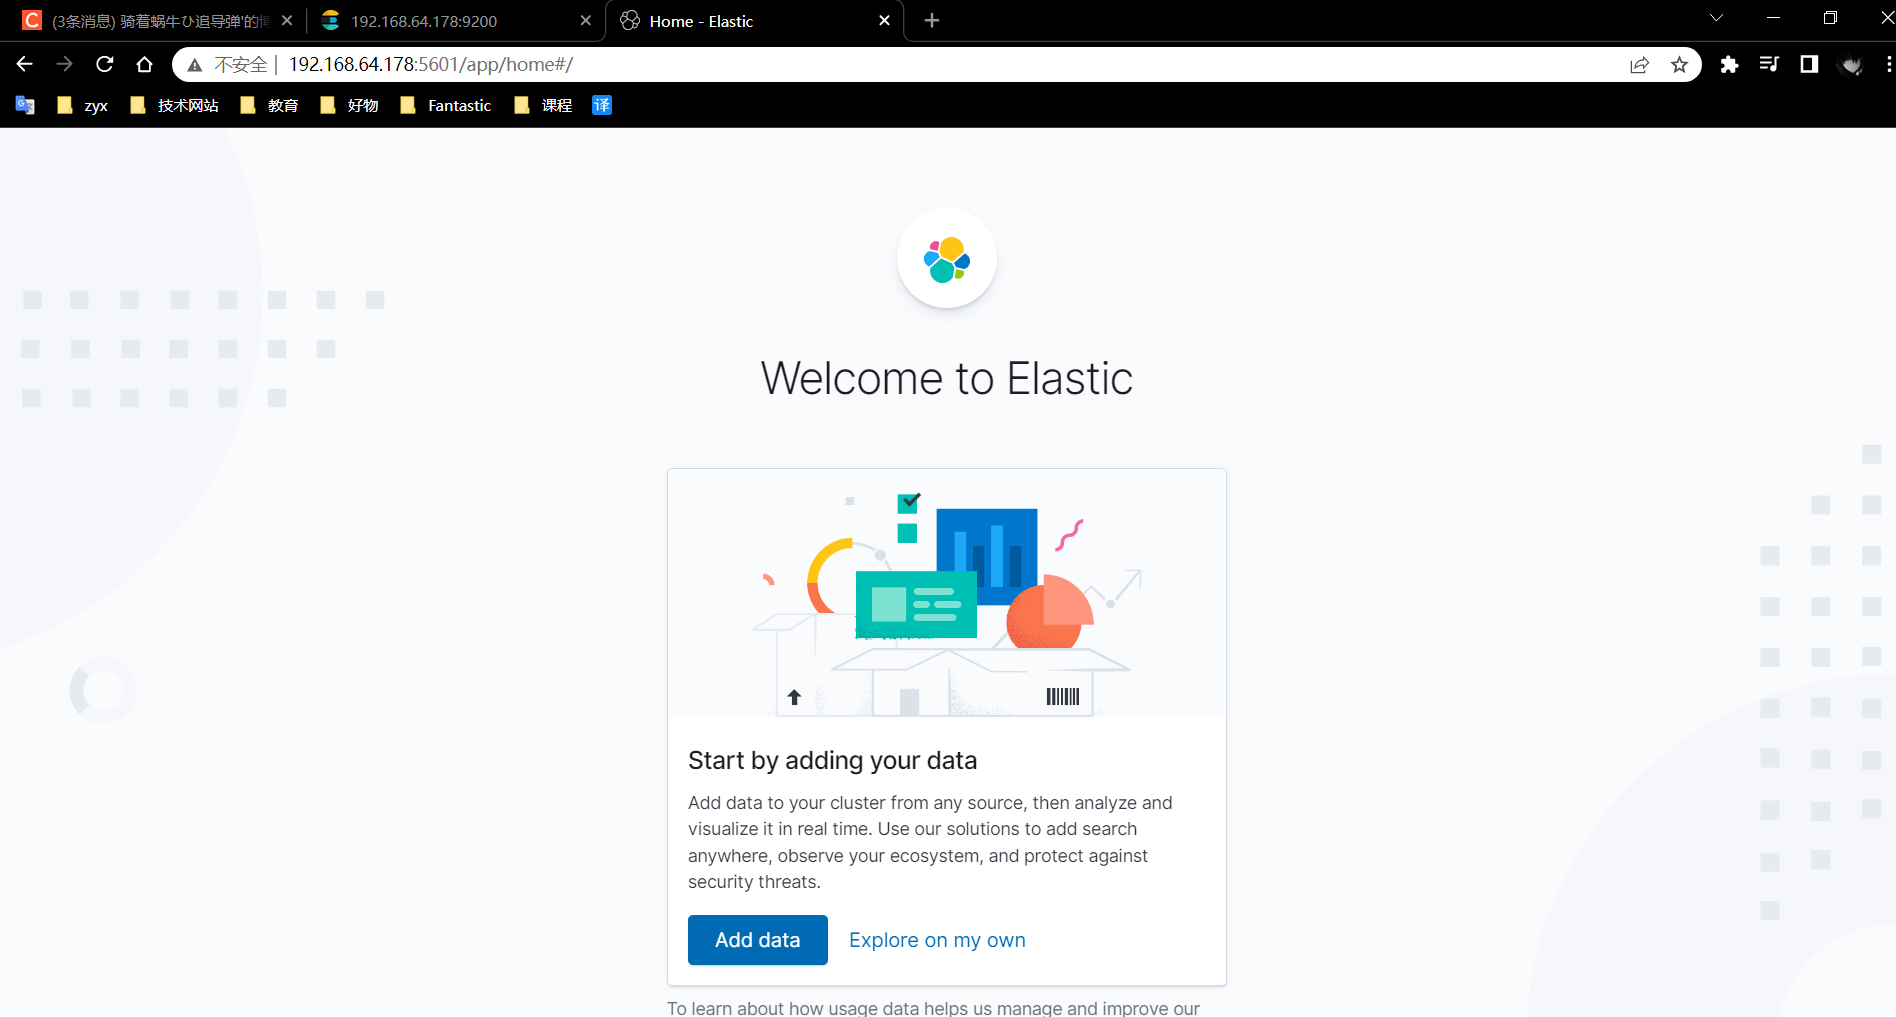 (3条消息) 骑着蜗牛ひ追导弹'的博
192.168.64.178:9200
Home - Elastic
不安全
192.168.64.178:5601/app/home#/
zyx
技术网站
教育
好物
Fantastic
课程
译
Welcome to Elastic
Start by adding your data
Add data to your cluster from any source, then analyze and
visualize it in real time. Use our solutions to add search
anywhere, observe your ecosystem, and protect against
security threats.
Add data
Explore on my own
To learn about how usage data helps us manage and improve our